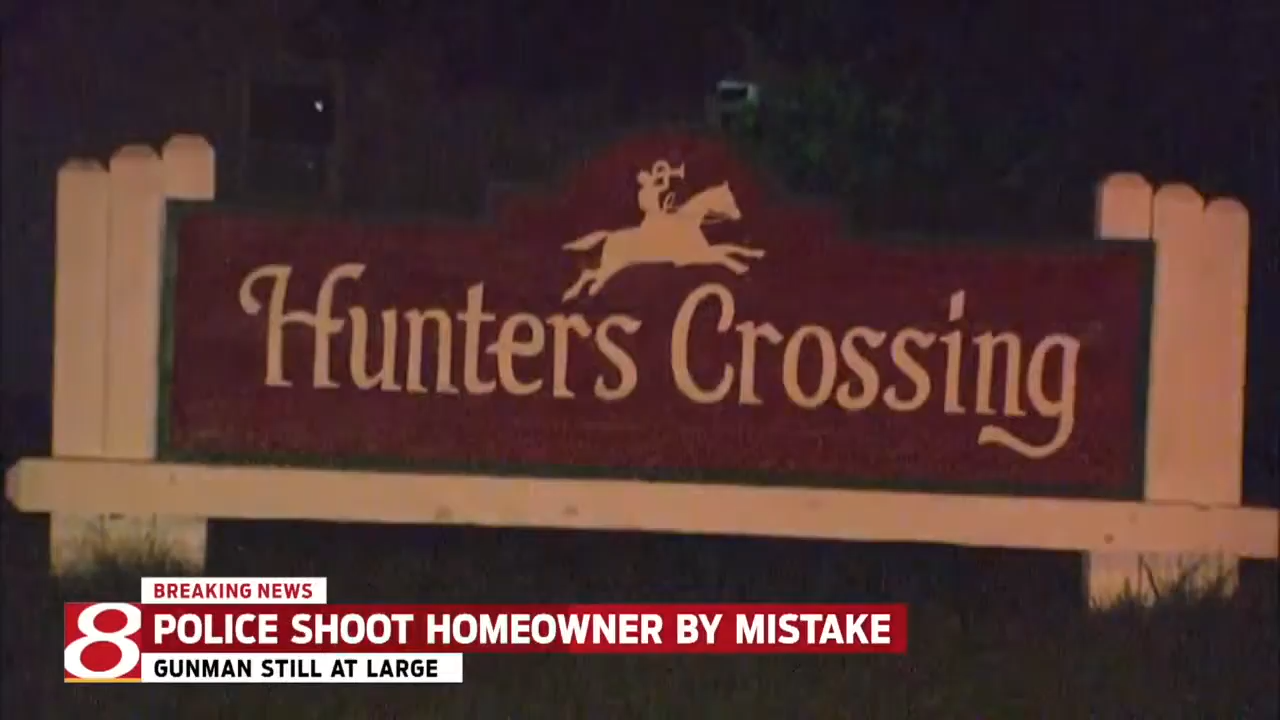 Hunters Crossing
BREAKING NEWS
8 POLICE SHOOT HOMEOWNER BY MISTAKE
GUNMAN STILL AT LARGE